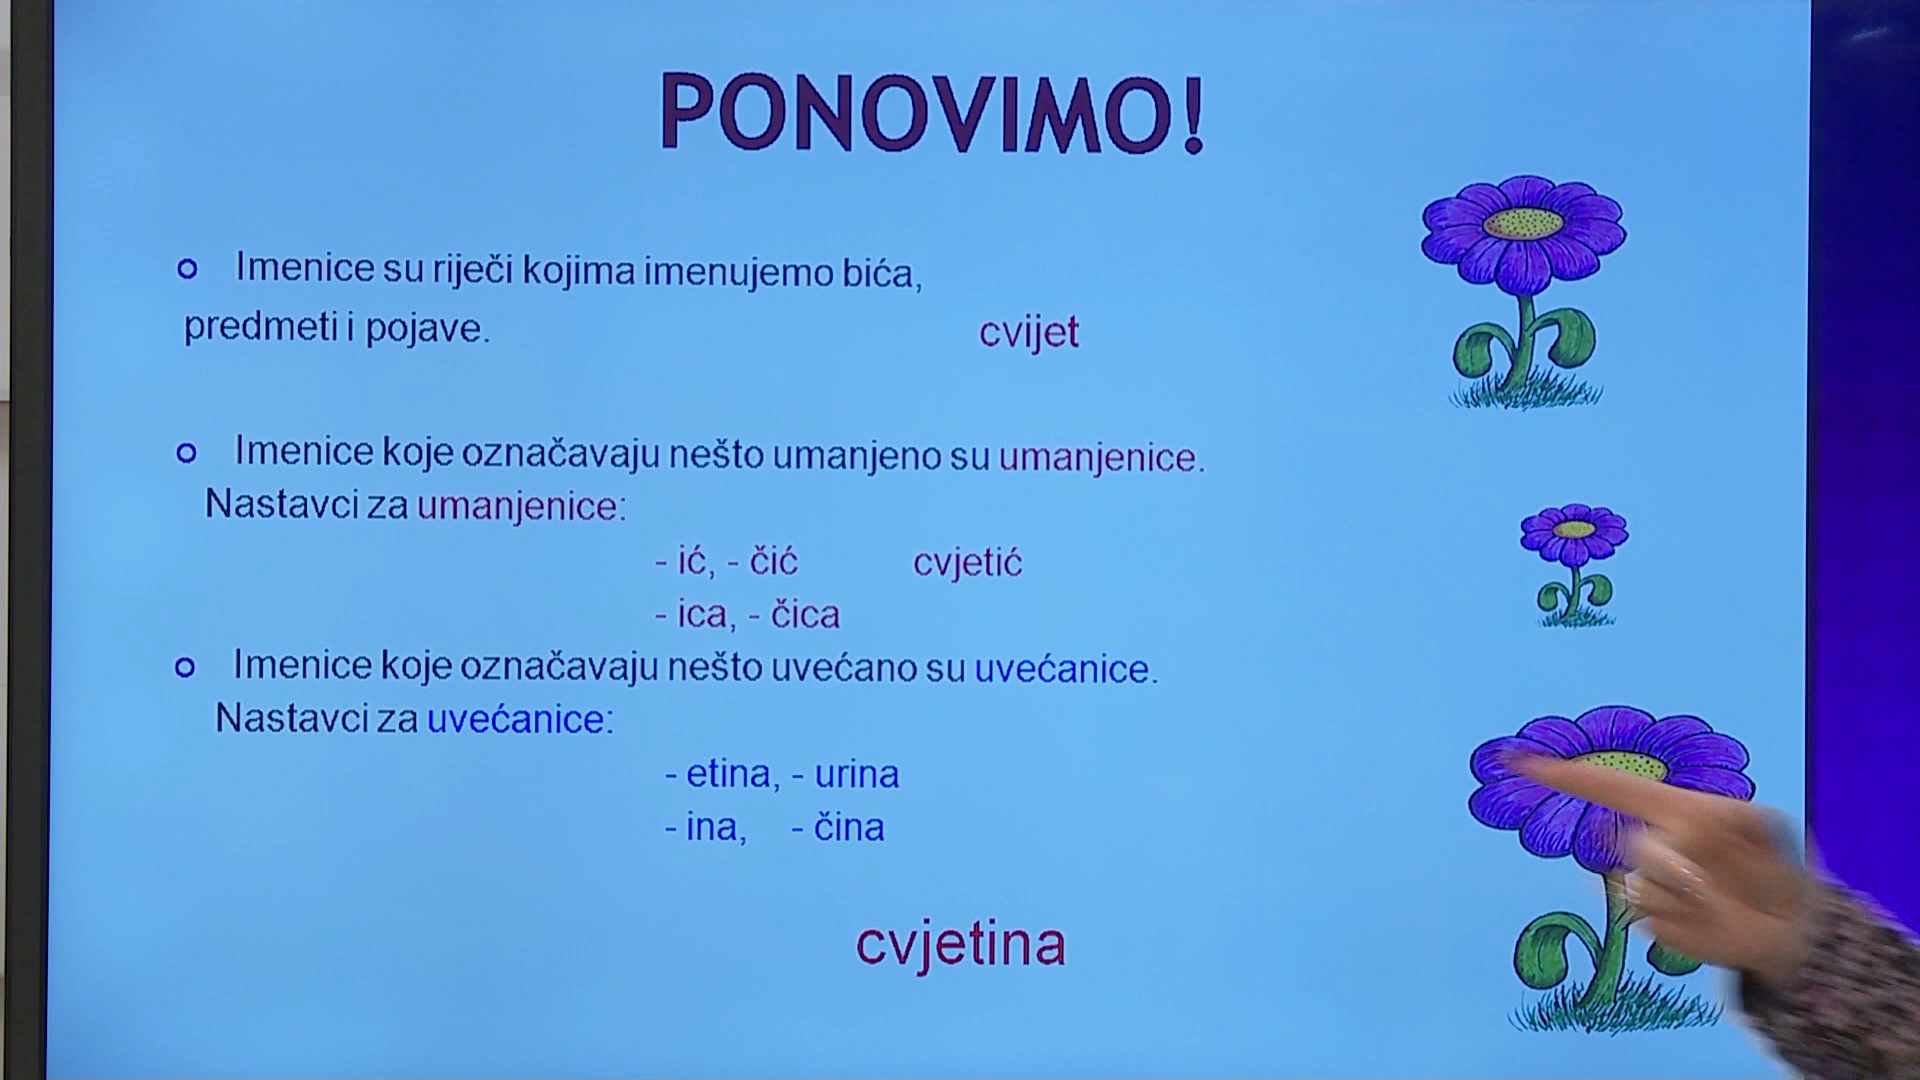 PONOVIMO!
Imenice su riječi kojima imenujemo bića,
predmeti i pojave.
cvijet
Imenice koje označavaju nešto umanjeno su umanjenice.
Nastavci za umanjenice:
- ić, - čić cvjetić
- ica, - čica
Imenice koje označavaju nešto uvećano su uvećanice.
Nastavci za uvećanice:
- etina, - urina
- ina, - čina
cvjetina